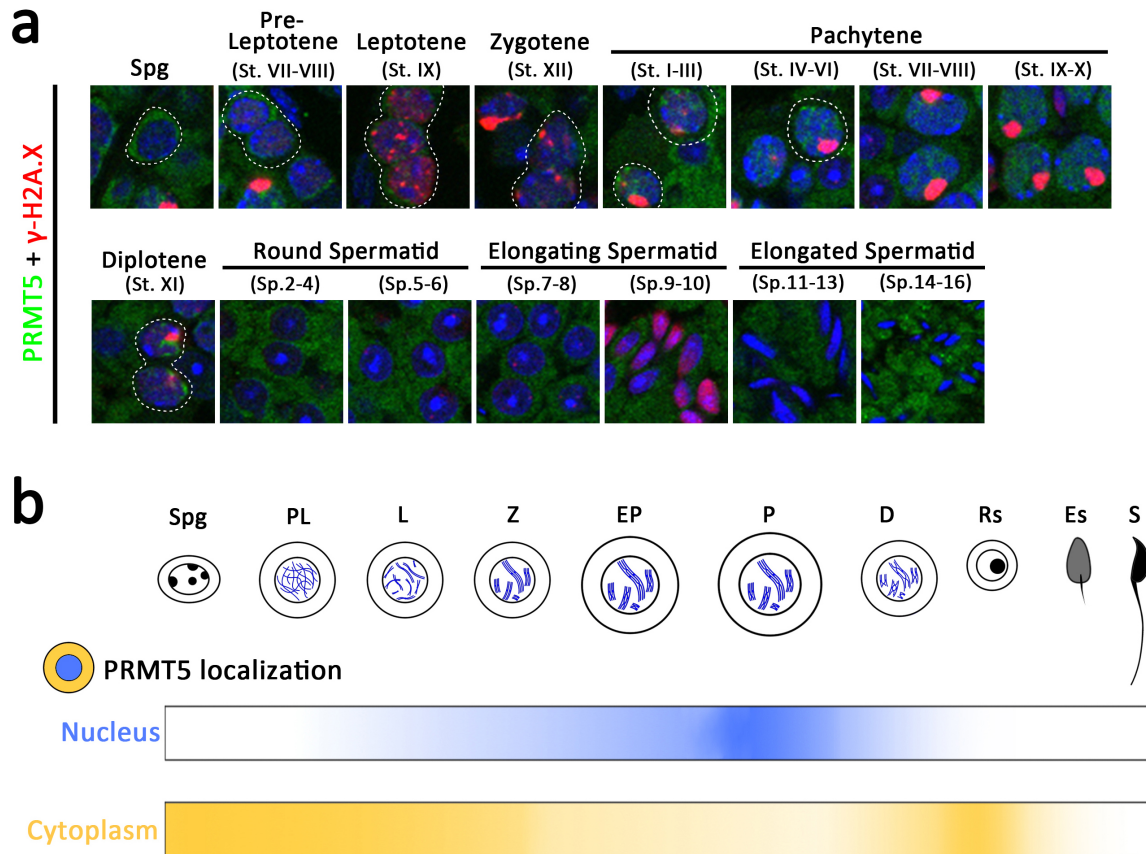 a
Pre-
Leptotene
Leptotene
Zygotene
Pachytene
Spg
(St. VII-VIII)
(St. IX)
(St. XII)
(St. I-III)
(St. IV-VI)
(St. VII-VIII)
(St. IX-X)
PRMT5 + γ-H2A.X
Diplotene
(St. XI)
Round Spermatid
Elongating Spermatid
Elongated Spermatid
(Sp.2-4)
(Sp.5-6)
(Sp.7-8)
(Sp.9-10)
(Sp.11-13)
(Sp.14-16)
b
Spg PL L Z EP P D Rs Es S
PRMT5 localization
Nucleus
Cytoplasm